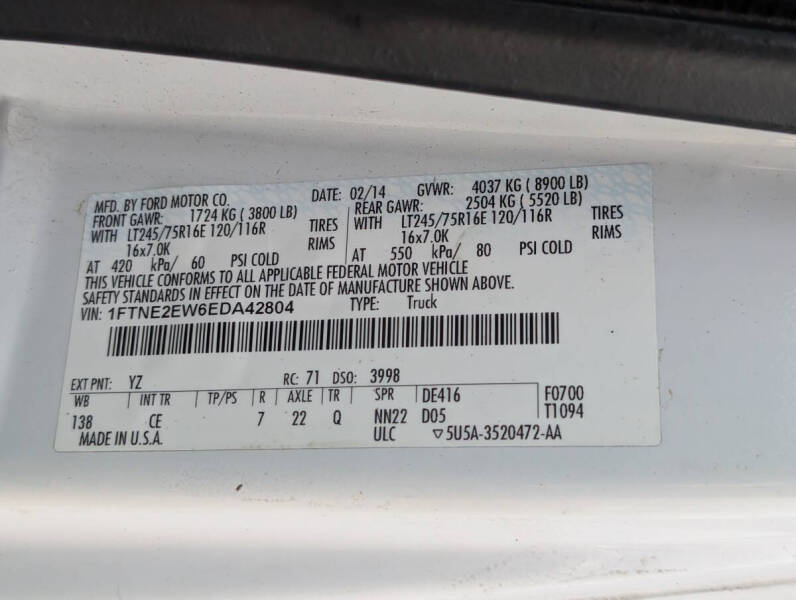 MFD. BY FORD MOTOR CO. DATE: 02/14 GVWR: 4037 KG ( 8900 LB)
FRONT GAWR: 1724 KG ( 3800 LB) REAR GAWR: 2504 KG ( 5520 LB)
WITH LT245/75R16E 120/116R TIRES WITH LT245/75R16E 120/116R TIRES
16x7.0K RIMS 16x7.0K RIMS
AT 420 kPa/ 60 PSI COLD AT 550 kPa/ 80 PSI COLD
THIS VEHICLE CONFORMS TO ALL APPLICABLE FEDERAL MOTOR VEHICLE
SAFETY STANDARDS IN EFFECT ON THE DATE OF MANUFACTURE SHOWN ABOVE.
VIN: 1FTNE2EW6EDA42804 TYPE: Truck
EXT PNT: YZ RC: 71 DSO: 3998
WB INT TR TP/PS R AXLE TR SPR DE416 F0700
138 CE 7 22 Q NN22 D05 T1094
MADE IN U.S.A. ULC ▽5U5A-3520472-AA